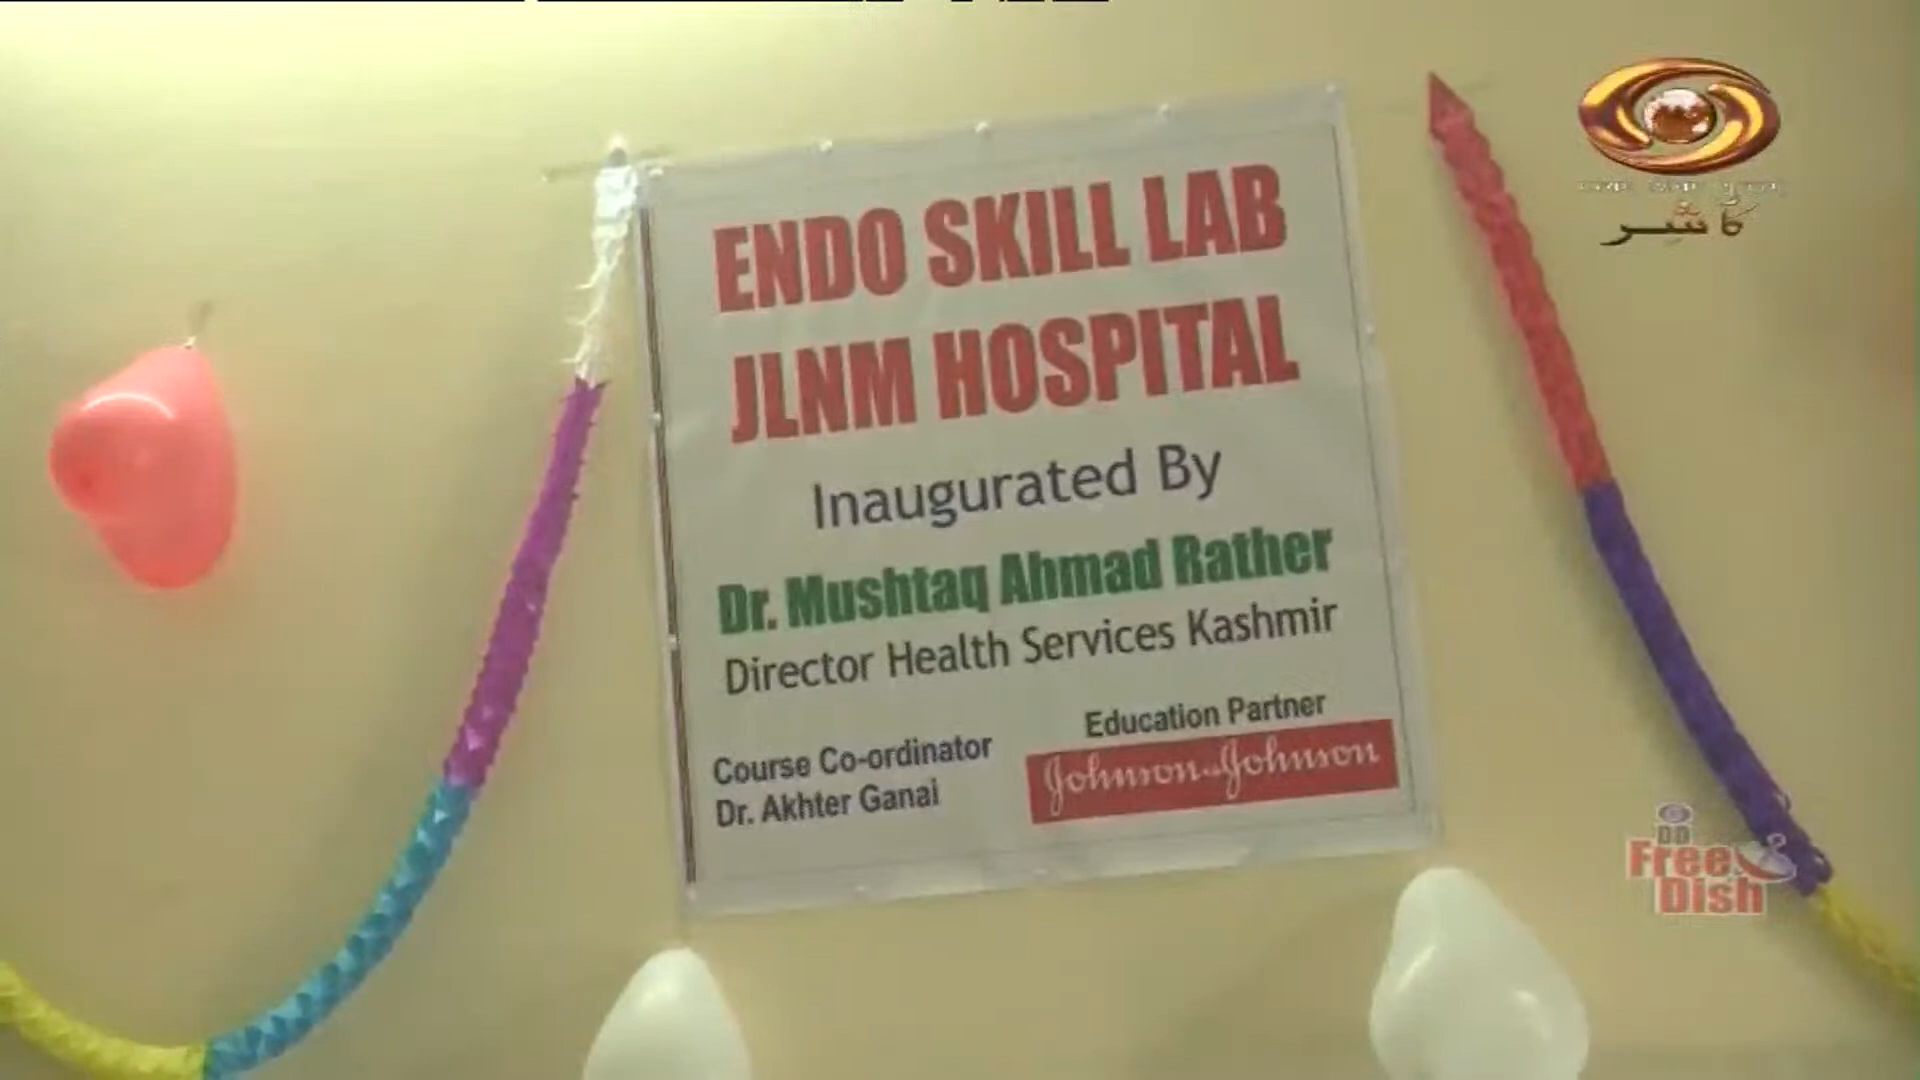 ENDO SKILL LAB
JLNM HOSPITAL
Inaugurated By
Dr. Mushtaq Ahmad Rather
Director Health Services Kashmir
Course Co-ordinator
Dr. Akhter Ganai
Education Partner
Johnson & Johnson
کأشُر
DD
Free
Dish